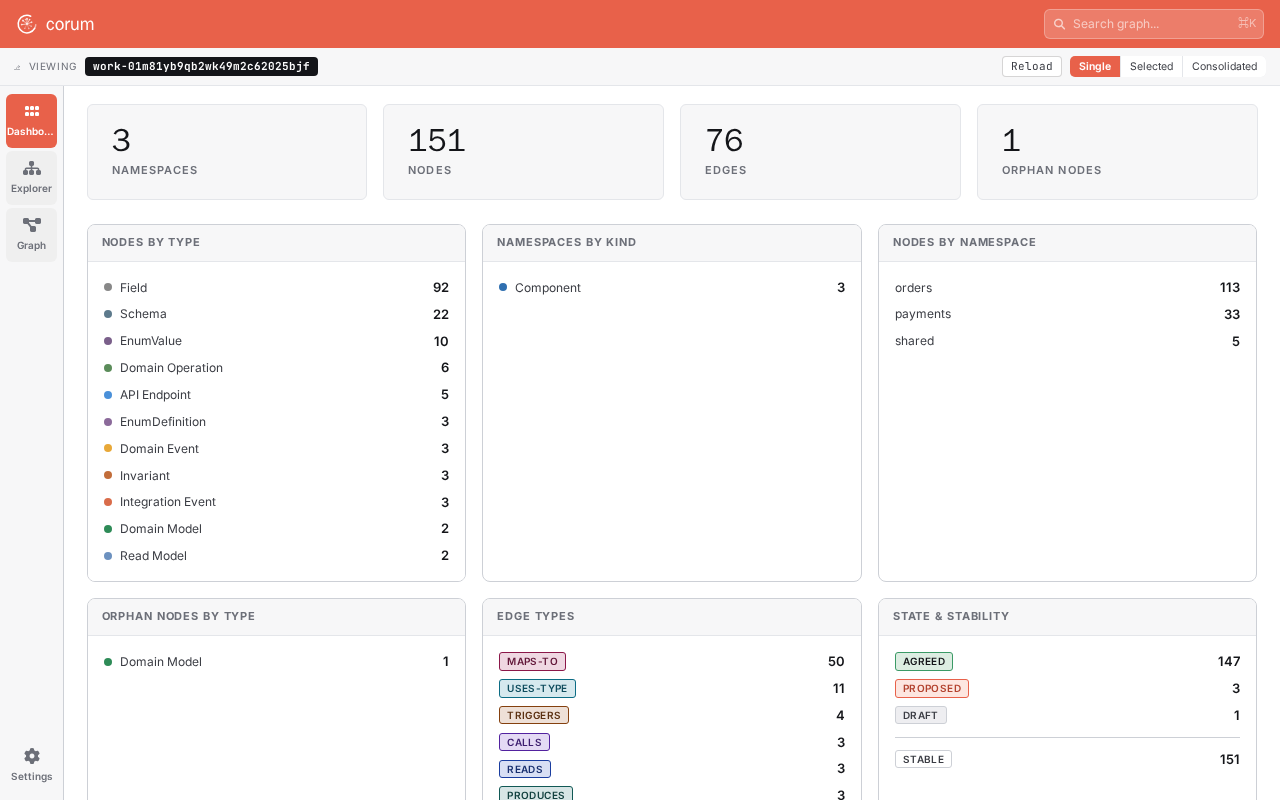 corum
Search graph... ⌘K
VIEWING work-01m81yb9qb2wk49m2c62025bjf
Reload Single Selected Consolidated
Dashbo...
Explorer
Graph
Settings
3
NAMESPACES
151
NODES
76
EDGES
1
ORPHAN NODES
NODES BY TYPE
Field 92
Schema 22
EnumValue 10
Domain Operation 6
API Endpoint 5
EnumDefinition 3
Domain Event 3
Invariant 3
Integration Event 3
Domain Model 2
Read Model 2
NAMESPACES BY KIND
Component 3
NODES BY NAMESPACE
orders 113
payments 33
shared 5
ORPHAN NODES BY TYPE
Domain Model 1
EDGE TYPES
MAPS-TO 50
USES-TYPE 11
TRIGGERS 4
CALLS 3
READS 3
PRODUCES 3
STATE & STABILITY
AGREED 147
PROPOSED 3
DRAFT 1
STABLE 151